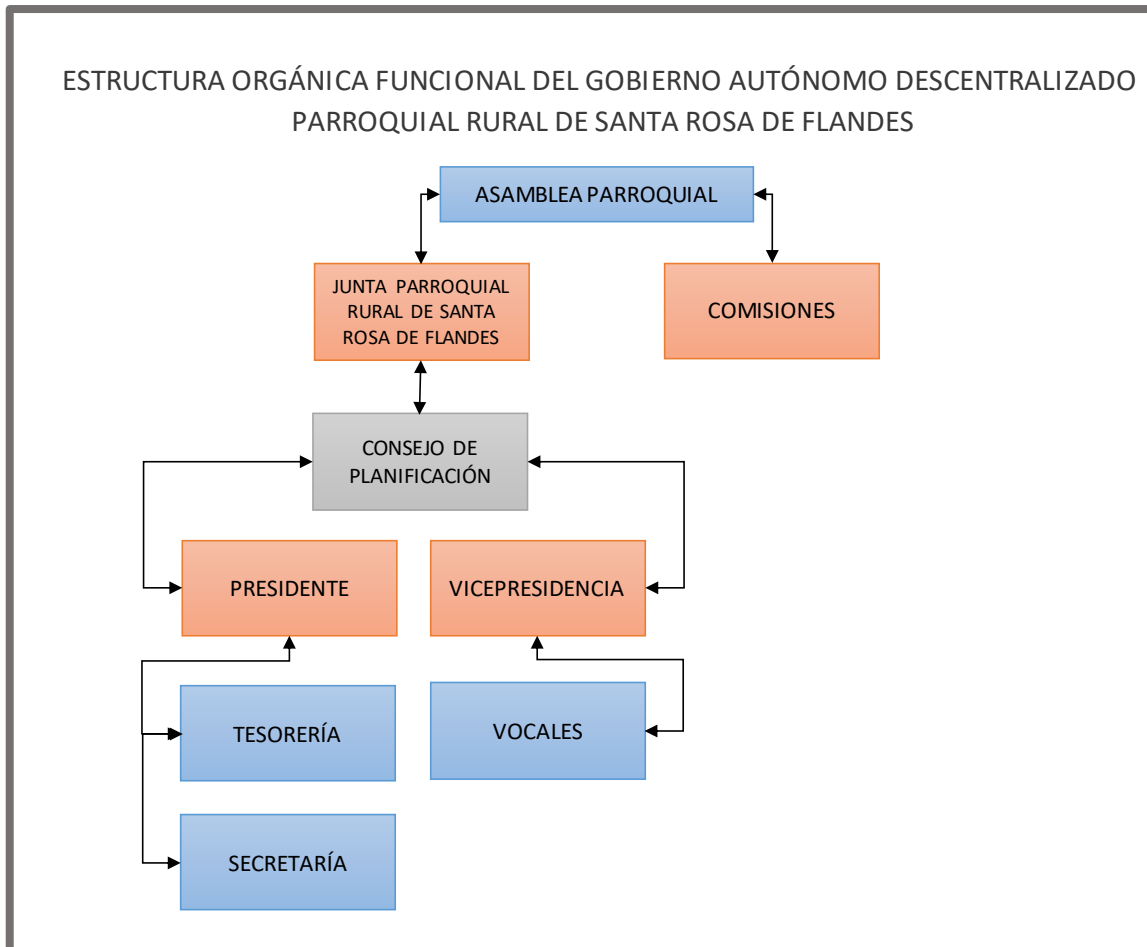 ESTRUCTURA ORGÁNICA FUNCIONAL DEL GOBIERNO AUTÓNOMO DESCENTRALIZADO
PARROQUIAL RURAL DE SANTA ROSA DE FLANDES
ASAMBLEA PARROQUIAL
JUNTA PARROQUIAL
RURAL DE SANTA
ROSA DE FLANDES
COMISIONES
CONSEJO DE
PLANIFICACIÓN
PRESIDENTE
VICEPRESIDENCIA
TESORERÍA
VOCALES
SECRETARÍA